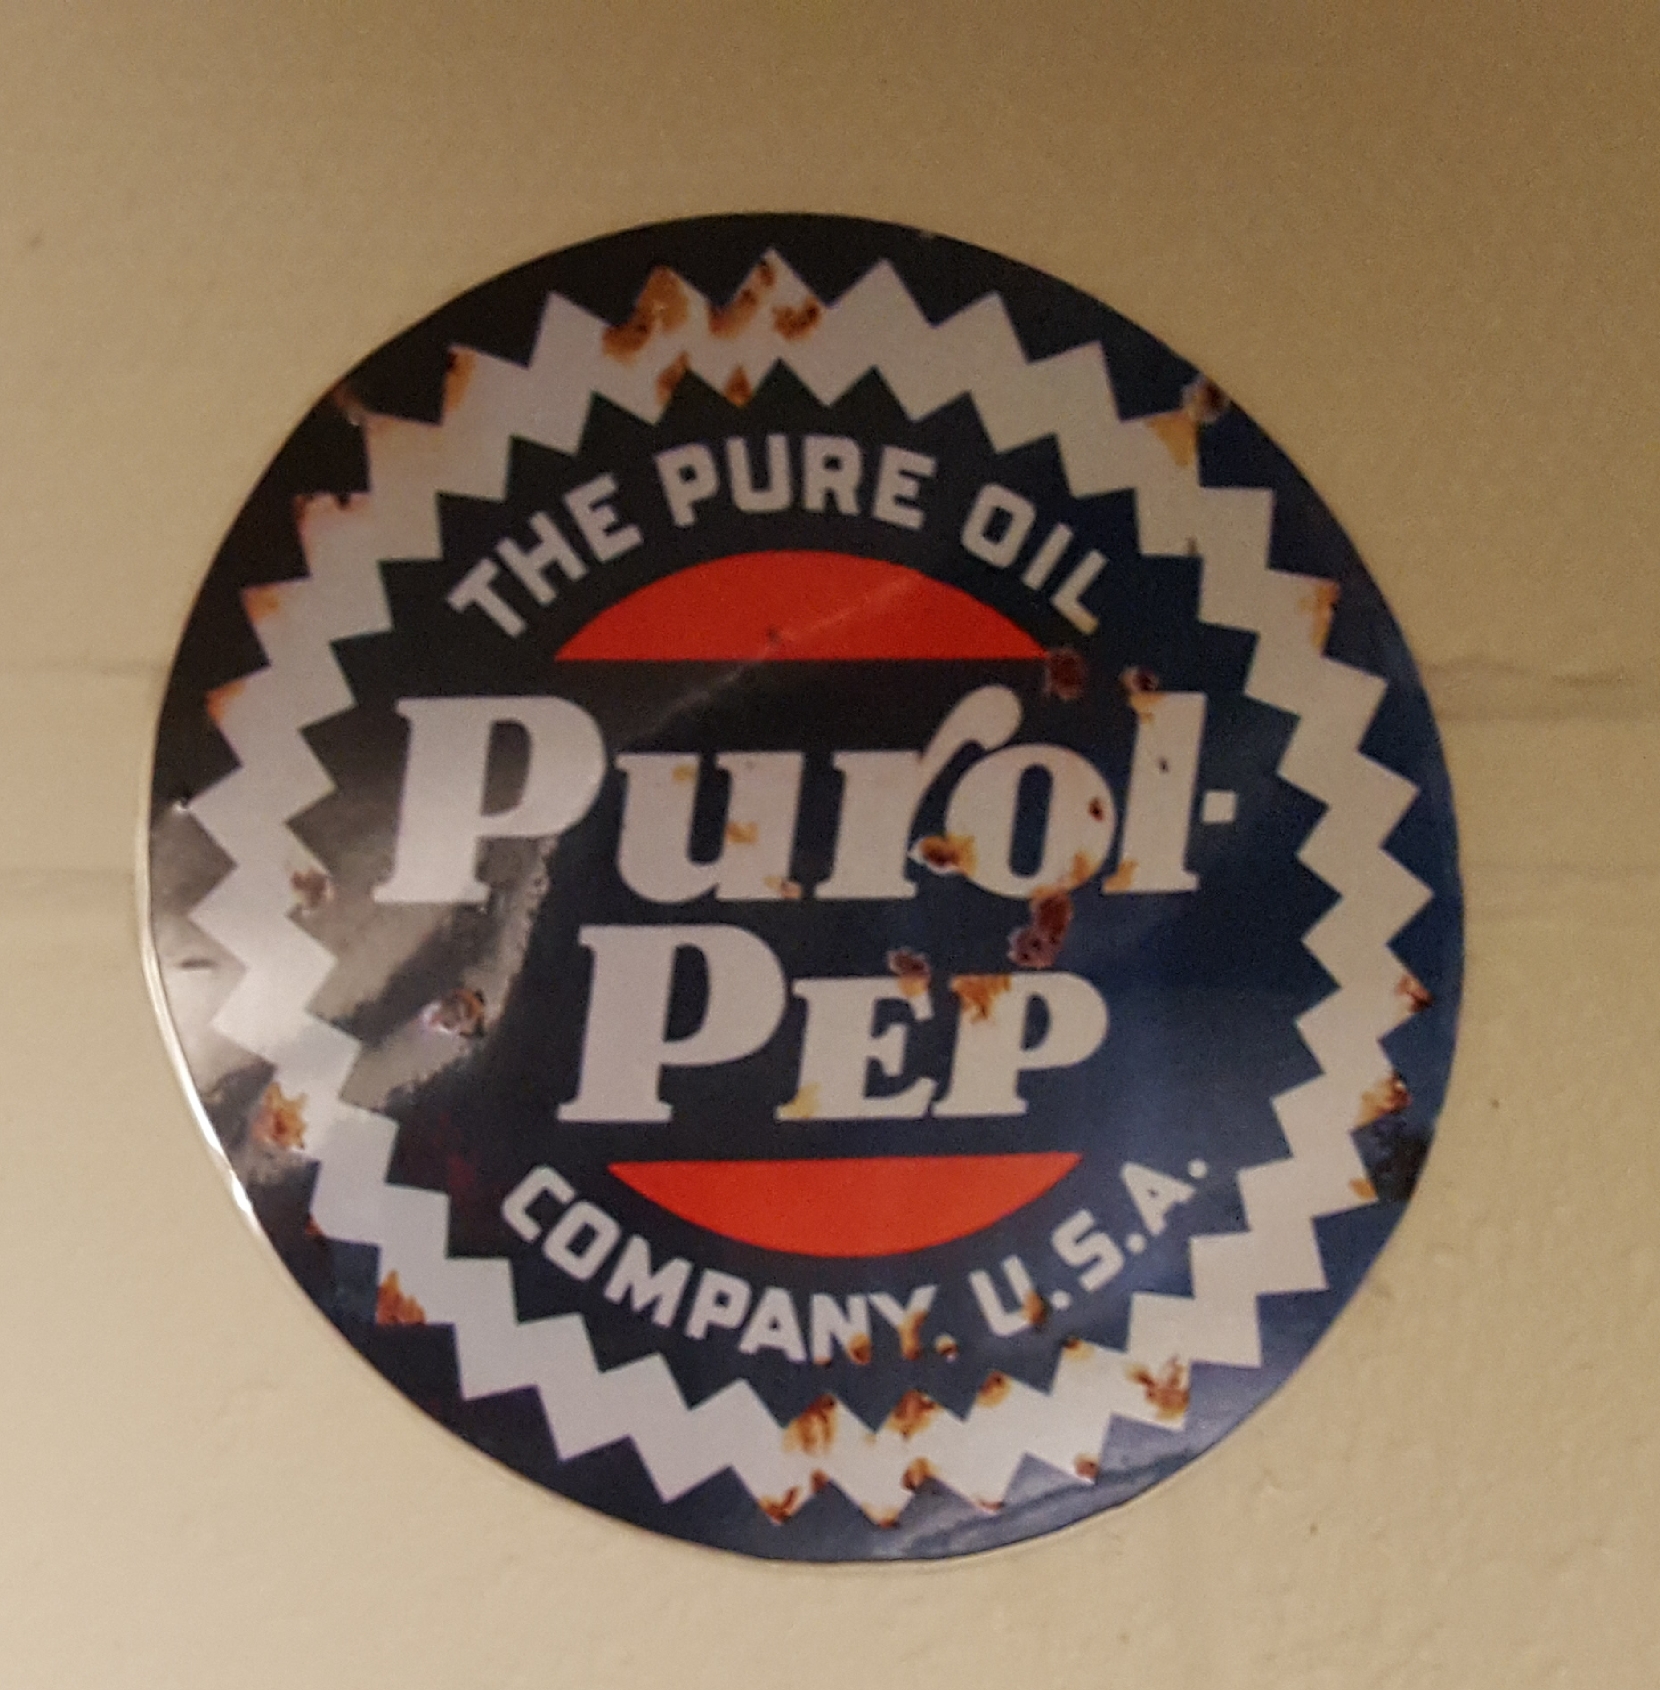 THE PURE OIL
Purol-
PEP
COMPANY. U.S.A.